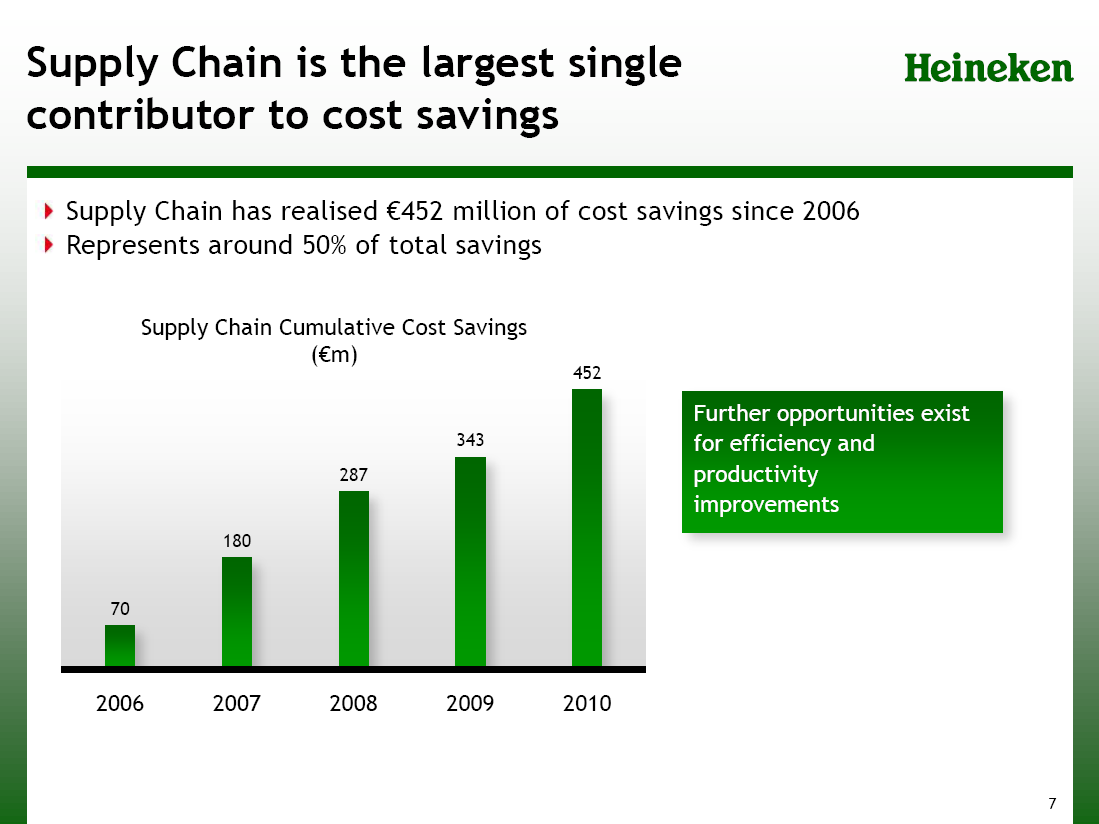 Supply Chain is the largest single
contributor to cost savings
Heineken
Supply Chain has realised €452 million of cost savings since 2006
Represents around 50% of total savings
Supply Chain Cumulative Cost Savings
(€m)
452
343
287
180
70
2006 2007 2008 2009 2010
Further opportunities exist
for efficiency and
productivity
improvements
7